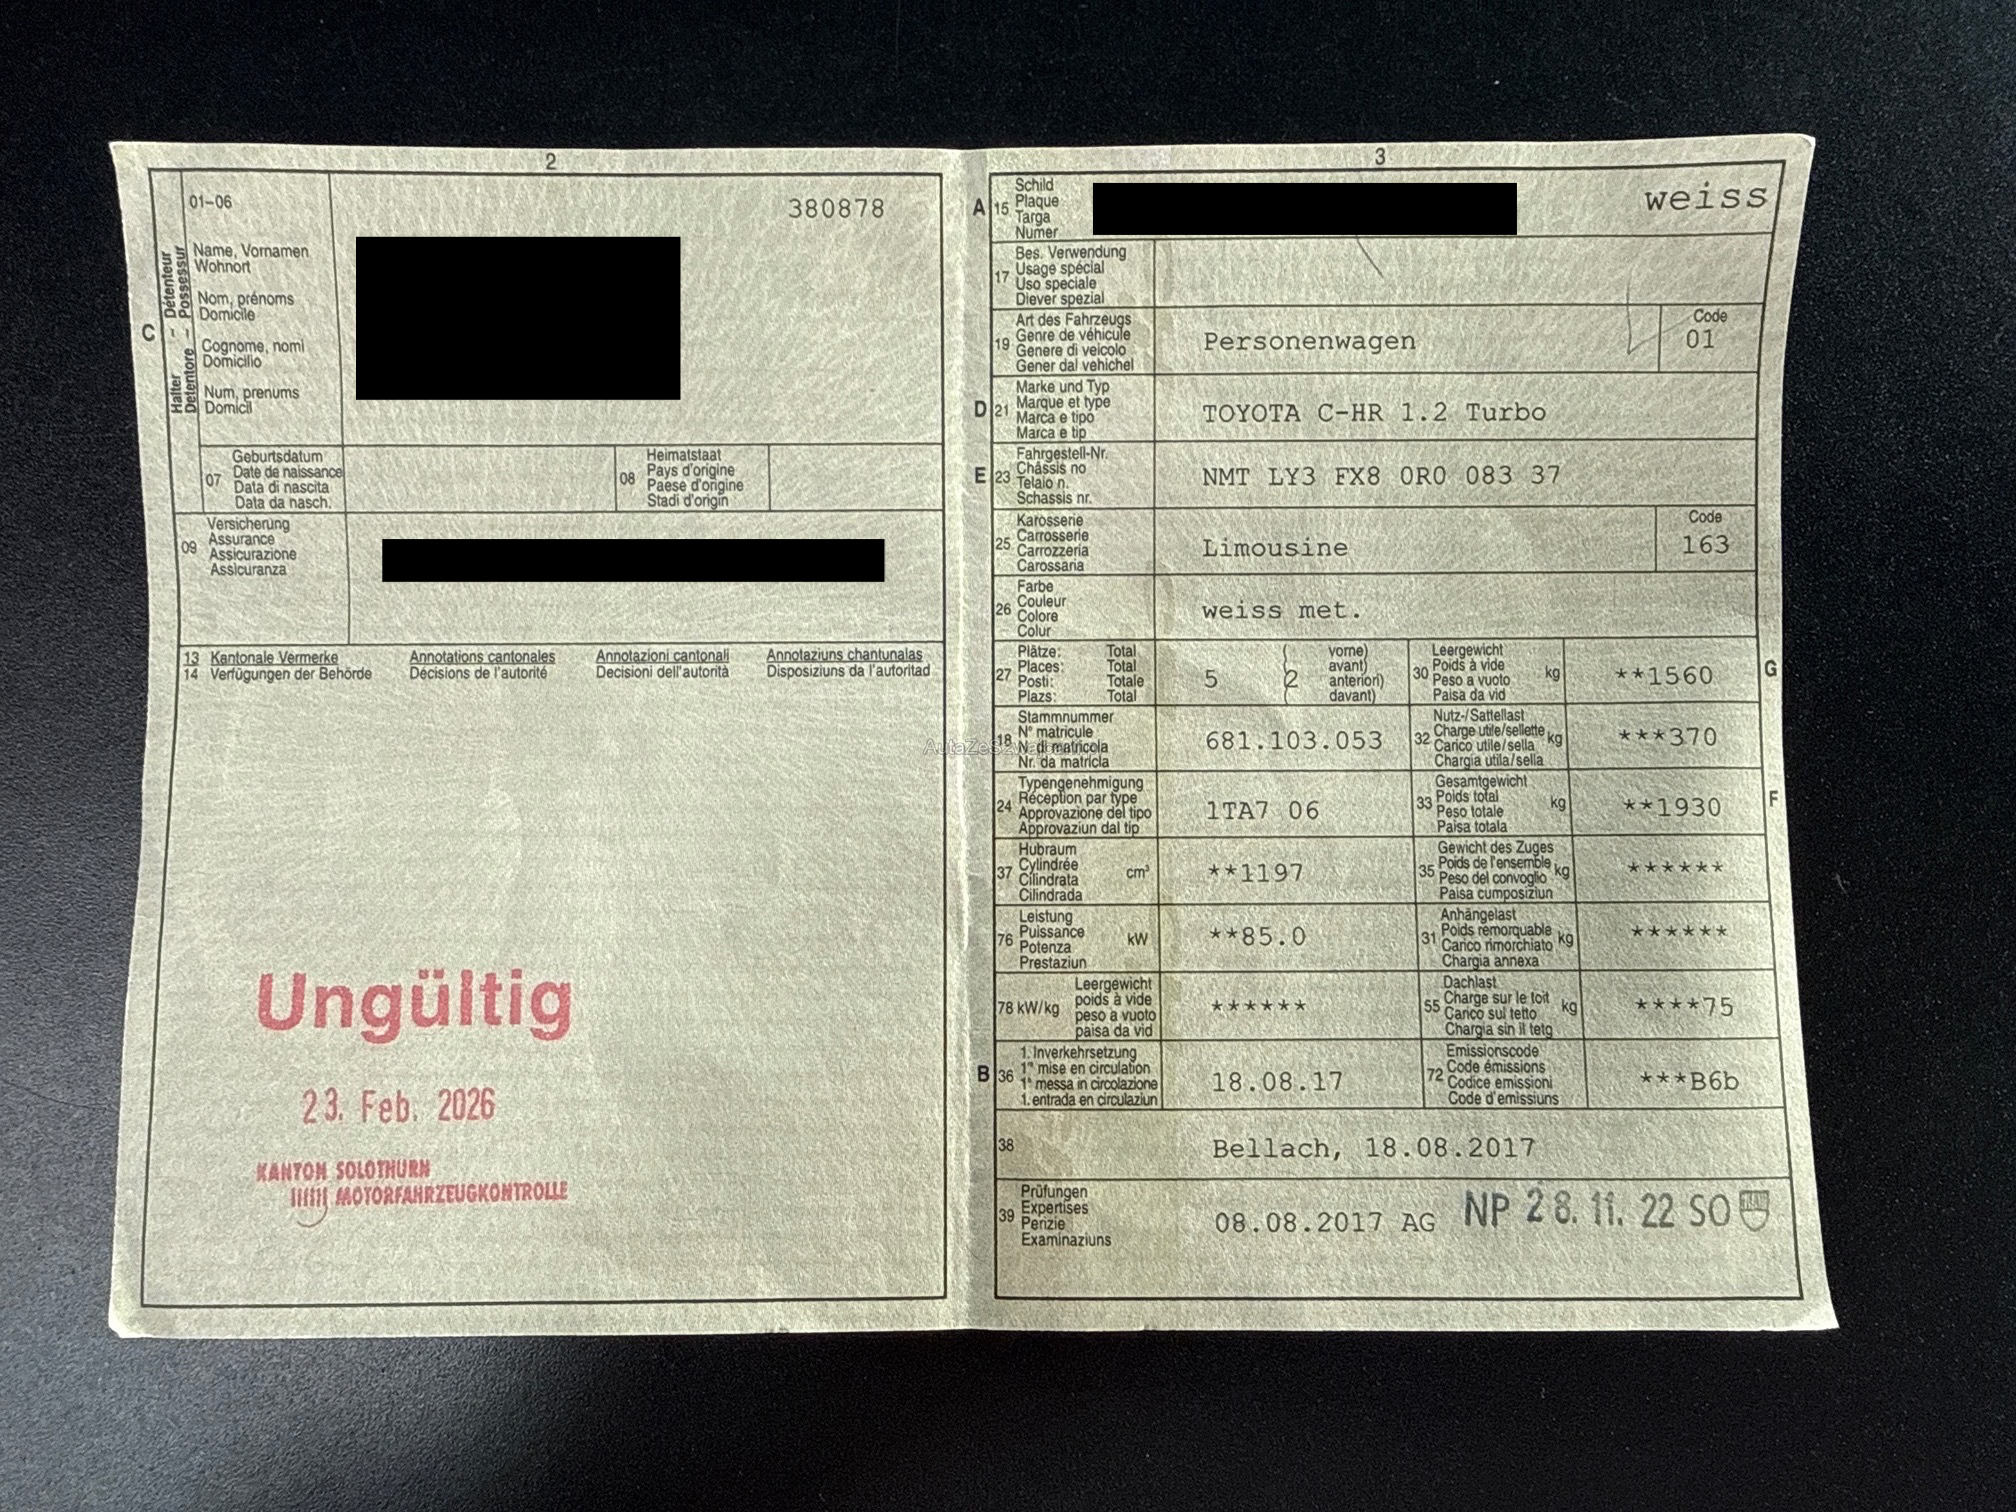 2
01-06
380878
C
Halter – Détenteur
Detentore – Possessur
Name, Vornamen
Wohnort
Nom, prénoms
Domicile
Cognome, nomi
Domicilio
Num, prenums
Domicil
07
Geburtsdatum
Date de naissance
Data di nascita
Data da nasch.
08
Heimatstaat
Pays d'origine
Paese d'origine
Stadi d'origin
09
Versicherung
Assurance
Assicurazione
Assicuranza
13 Kantonale Vermerke Annotations cantonales Annotazioni cantonali Annotaziuns chantunalas
14 Verfügungen der Behörde Décisions de l'autorité Decisioni dell'autorità Disposiziuns da l'autoritad
Ungültig
23. Feb. 2026
KANTON SOLOTHURN
MOTORFAHRZEUGKONTROLLE
3
A 15
Schild
Plaque
Targa
Numer
weiss
17
Bes. Verwendung
Usage spécial
Uso speciale
Diever spezial
19
Art des Fahrzeugs
Genre de véhicule
Genere di veicolo
Gener dal vehichel
Personenwagen
Code
01
D 21
Marke und Typ
Marque et type
Marca e tipo
Marca e tip
TOYOTA C-HR 1.2 Turbo
E 23
Fahrgestell-Nr.
Châssis no
Telaio n.
Schassis nr.
NMT LY3 FX8 0R0 083 37
25
Karosserie
Carrosserie
Carrozzeria
Carossaria
Limousine
Code
163
26
Farbe
Couleur
Colore
Colur
weiss met.
27
Plätze: Total
Places: Total
Posti: Totale
Plazs: Total
5 (2
vorne)
avant)
anteriori)
davant)
30
Leergewicht
Poids à vide
Peso a vuoto
Paisa da vid
kg
**1560
G
18
Stammnummer
N° matricule
N. di matricola
Nr. da matricla
681.103.053
32
Nutz-/Sattellast
Charge utile/sellette
Carico utile/sella
Chargia utila/sella
kg
***370
24
Typengenehmigung
Réception par type
Approvazione del tipo
Approvaziun dal tip
1TA7 06
33
Gesamtgewicht
Poids total
Peso totale
Paisa totala
kg
**1930
F
37
Hubraum
Cylindrée
Cilindrata
Cilindrada
cm³
**1197
35
Gewicht des Zuges
Poids de l'ensemble
Peso del convoglio
Paisa cumposiziun
kg
******
76
Leistung
Puissance
Potenza
Prestaziun
kW
**85.0
31
Anhängelast
Poids remorquable
Carico rimorchiato
Chargia annexa
kg
******
78 kW/kg
Leergewicht
poids à vide
peso a vuoto
paisa da vid
******
55
Dachlast
Charge sur le toit
Carico sul tetto
Chargia sin il tetg
kg
****75
B 36
1. Inverkehrsetzung
1re mise en circulation
1a messa in circolazione
1. entrada en circulaziun
18.08.17
72
Emissionscode
Code émissions
Codice emissioni
Code d'emissiuns
***B6b
38
Bellach, 18.08.2017
39
Prüfungen
Expertises
Perizie
Examinaziuns
08.08.2017 AG
NP 28. 11. 22 SO